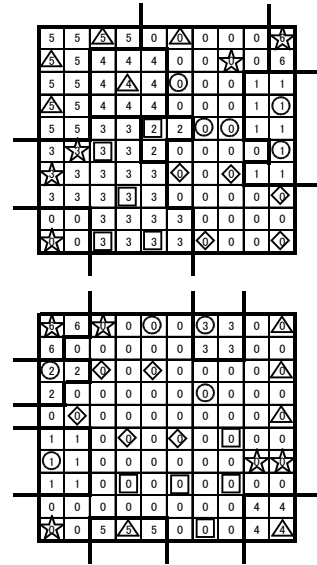 5 5 5 5 0 0 0 0 0 6
5 5 4 4 4 0 0 0 0 6
5 5 4 4 4 0 0 0 1 1
5 5 4 4 4 0 0 0 1 1
5 5 3 3 2 2 0 0 1 1
3 3 3 3 2 0 0 0 0 1
3 3 3 3 3 0 0 0 1 1
3 3 3 3 3 0 0 0 0 0
0 0 3 3 3 3 0 0 0 0
0 0 3 3 3 3 0 0 0 0
6 6 0 0 0 0 3 3 0 0
6 0 0 0 0 0 3 3 0 0
2 2 0 0 0 0 0 0 0 0
2 0 0 0 0 0 0 0 0 0
0 0 0 0 0 0 0 0 0 0
1 1 0 0 0 0 0 0 0 0
1 1 0 0 0 0 0 0 0 0
1 1 0 0 0 0 0 0 0 0
0 0 0 0 0 0 0 0 4 4
0 0 5 5 5 0 0 0 4 4